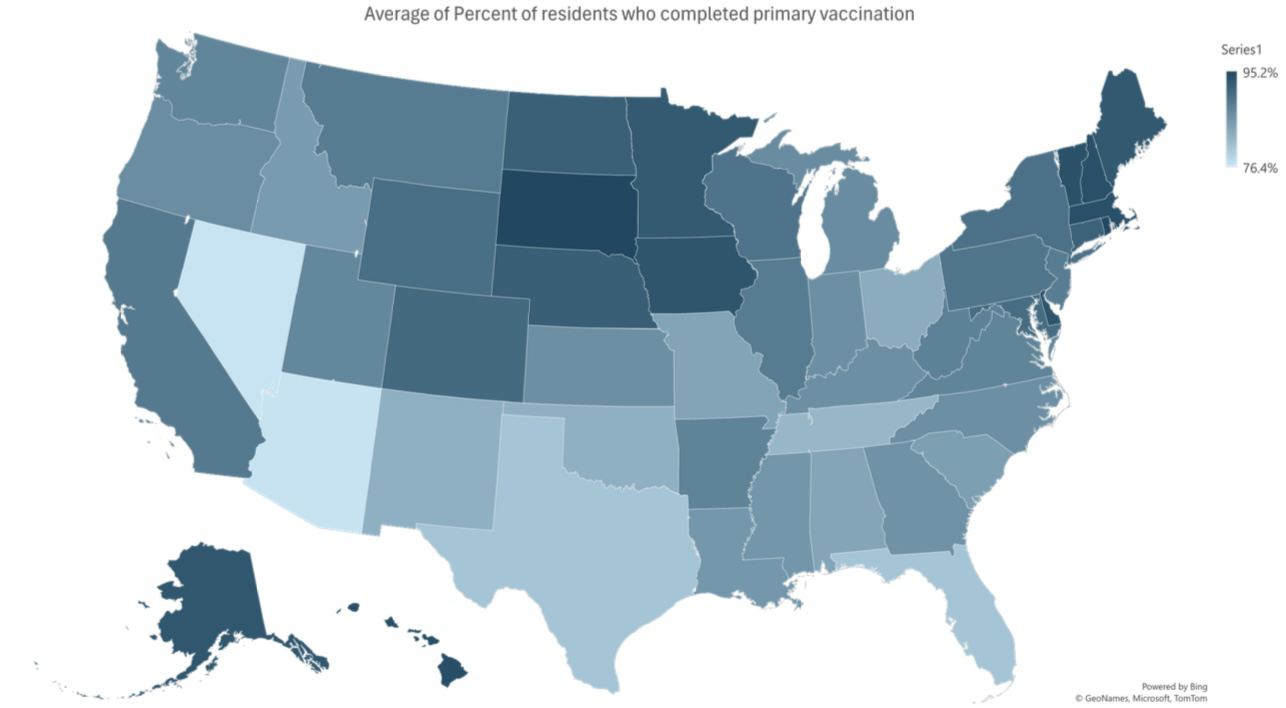 Average of Percent of residents who completed primary vaccination
Series1
95.2%
76.4%
Powered by Bing
© GeoNames, Microsoft, TomTom